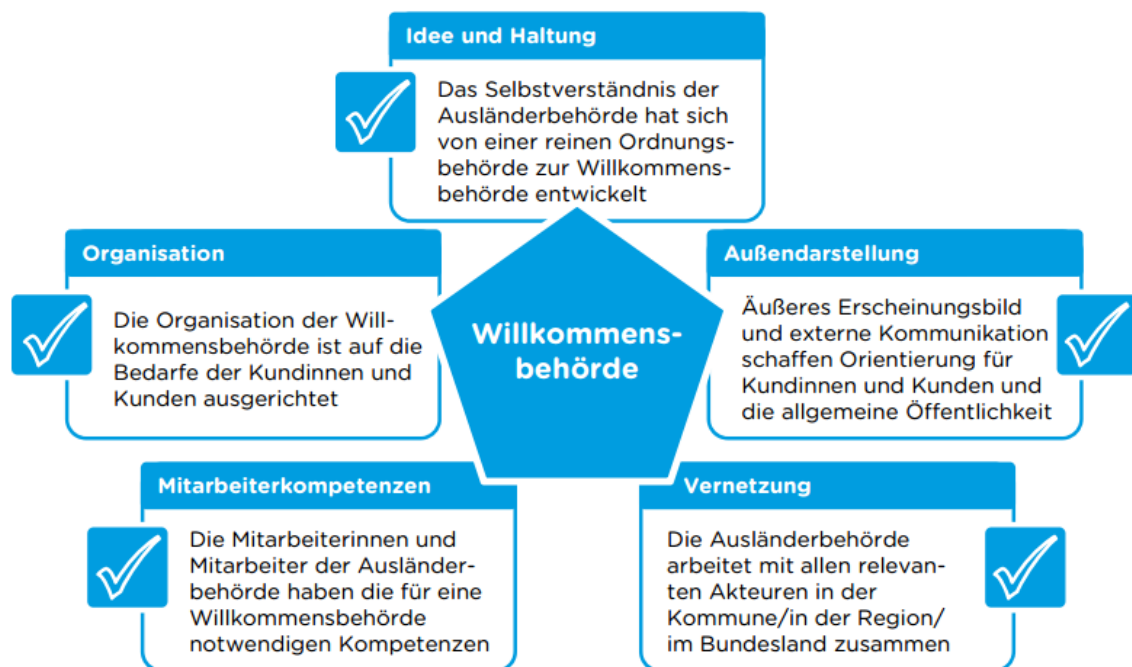 Idee und Haltung
Das Selbstverständnis der
Ausländerbehörde hat sich
von einer reinen Ordnungs-
behörde zur Willkommens-
behörde entwickelt
Organisation
Die Organisation der Will-
kommensbehörde ist auf die
Bedarfe der Kundinnen und
Kunden ausgerichtet
Willkommens-
behörde
Außendarstellung
Äußeres Erscheinungsbild
und externe Kommunikation
schaffen Orientierung für
Kundinnen und Kunden und
die allgemeine Öffentlichkeit
Mitarbeiterkompetenzen
Die Mitarbeiterinnen und
Mitarbeiter der Ausländer-
behörde haben die für eine
Willkommensbehörde
notwendigen Kompetenzen
Vernetzung
Die Ausländerbehörde
arbeitet mit allen relevan-
ten Akteuren in der
Kommune/in der Region/
im Bundesland zusammen